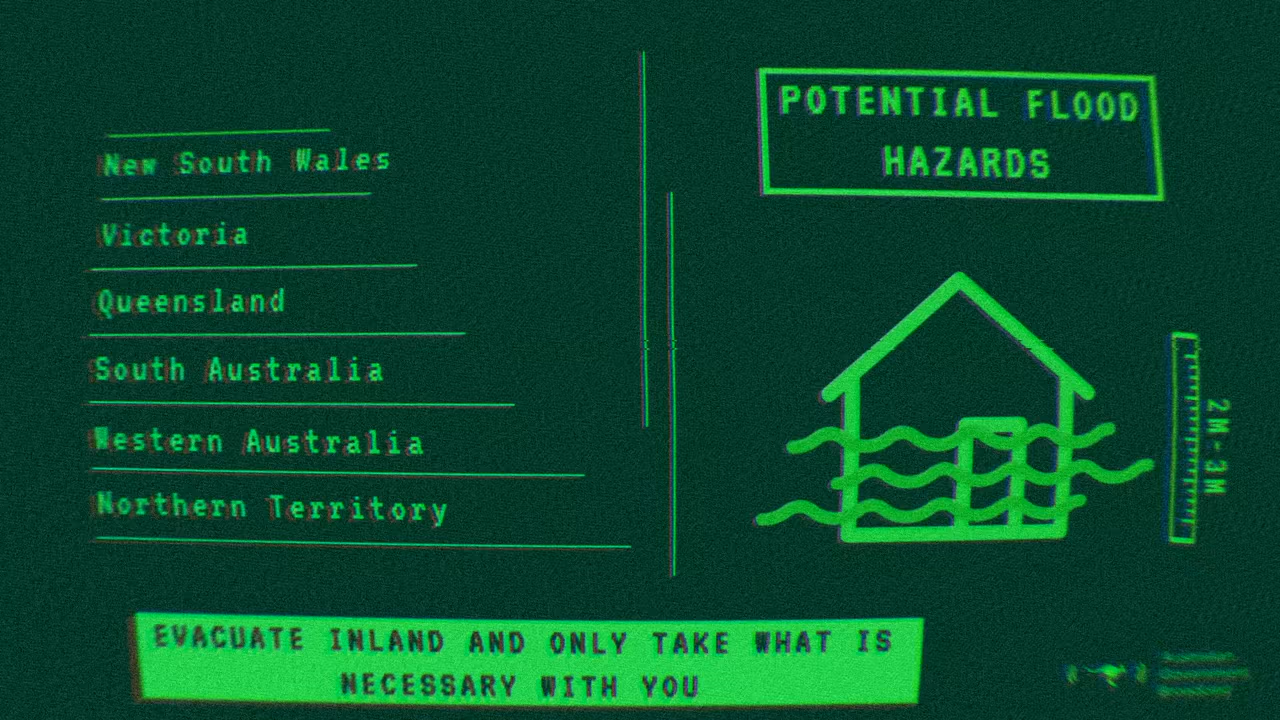 New South Wales
Victoria
Queensland
South Australia
Western Australia
Northern Territory
POTENTIAL FLOOD
HAZARDS
2M-3M
EVACUATE INLAND AND ONLY TAKE WHAT IS
NECESSARY WITH YOU